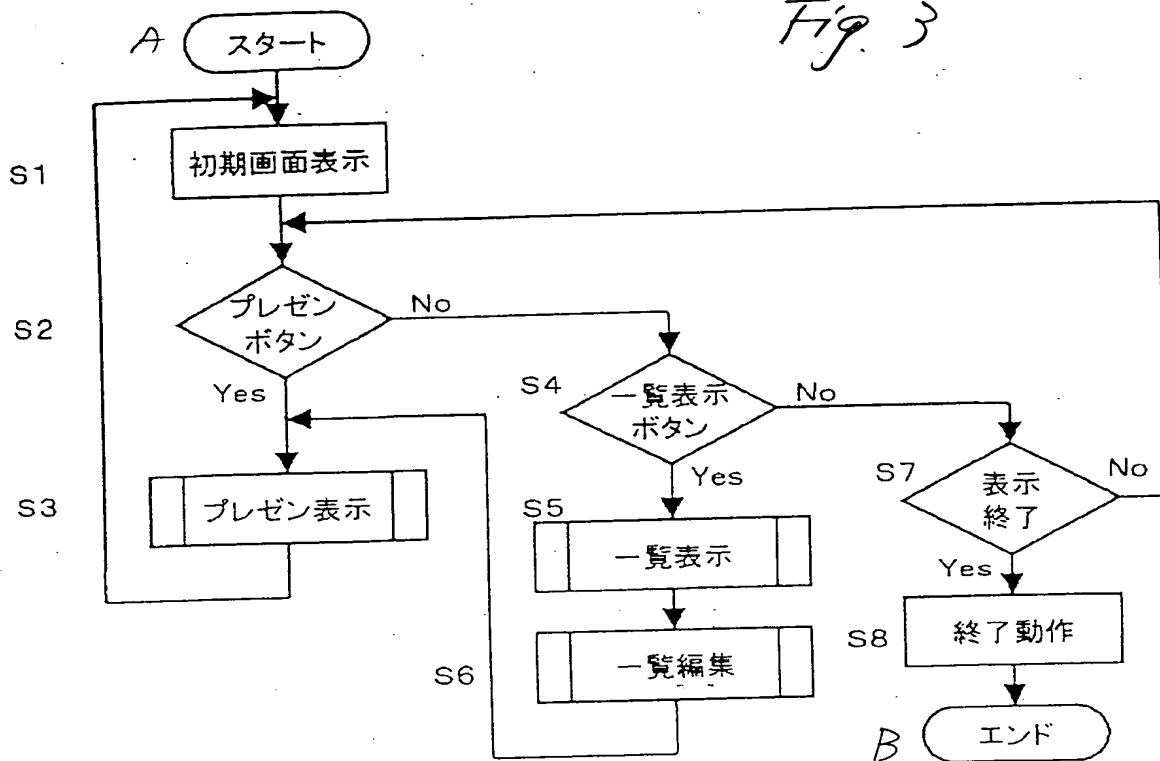 Fig. 3
A
スタート
S1
初期画面表示
S2
プレゼン
ボタン
No
Yes
S3
プレゼン表示
S4
一覧表示
ボタン
No
Yes
S5
一覧表示
S6
一覧編集
S7
表示
終了
No
Yes
S8
終了動作
B
エンド